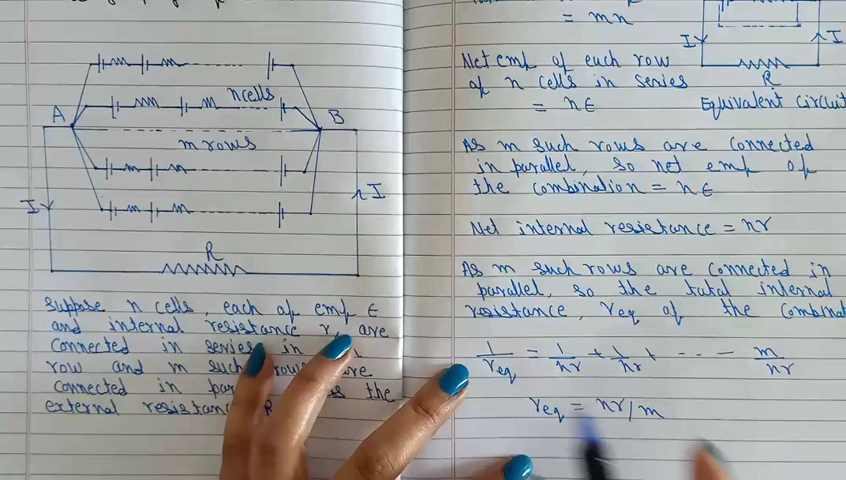 A
B
n cells
m rows
I
I
R
Suppose n cells, each of emf ϵ
and internal resistance r, are
connected in series in
row and m such rows are
connected in par the
external resistance R
= mn
Net emf of each row
of n cells in series
= nϵ
I
I
R
Equivalent Circuit
As m such rows are connected
in parallel, so net emf of
the combination = nϵ
Net internal resistance = nr
As m such rows are connected in
parallel, so the total internal
resistance, req of the combinat
1/req = 1/nr + 1/nr + - - - - m/nr
req = nr/m